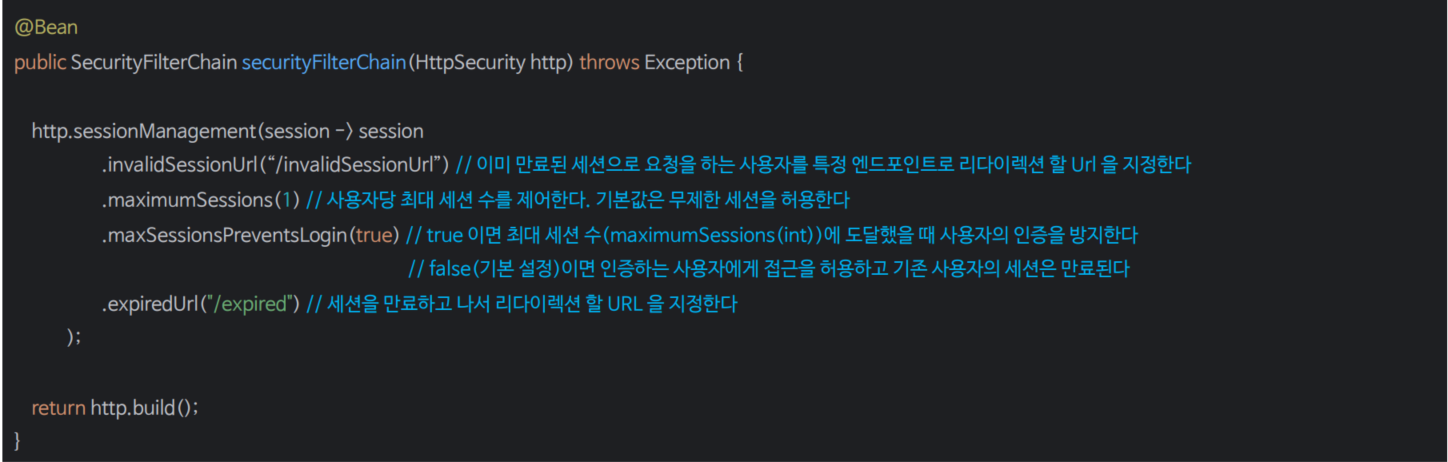 @Bean
public SecurityFilterChain securityFilterChain(HttpSecurity http) throws Exception {
http.sessionManagement(session -> session
.invalidSessionUrl(“/invalidSessionUrl”) // 이미 만료된 세션으로 요청을 하는 사용자를 특정 엔드포인트로 리다이렉션 할 Url 을 지정한다
.maximumSessions(1) // 사용자당 최대 세션 수를 제어한다. 기본값은 무제한 세션을 허용한다
.maxSessionsPreventsLogin(true) // true 이면 최대 세션 수(maximumSessions(int))에 도달했을 때 사용자의 인증을 방지한다
// false(기본 설정)이면 인증하는 사용자에게 접근을 허용하고 기존 사용자의 세션은 만료된다
.expiredUrl("/expired") // 세션을 만료하고 나서 리다이렉션 할 URL 을 지정한다
);
return http.build();
}